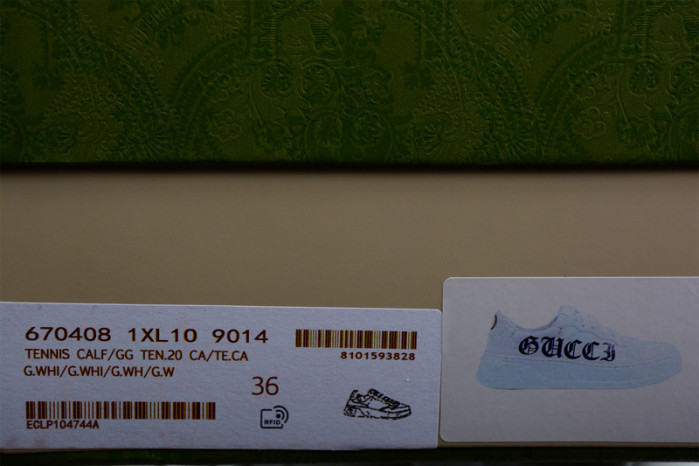 670408 1XL10 9014
TENNIS CALF/GG TEN.20 CA/TE.CA
G.WHI/G.WHI/G.WH/G.W
8101593828
36
RFID
ECLP104744A
GUCCI